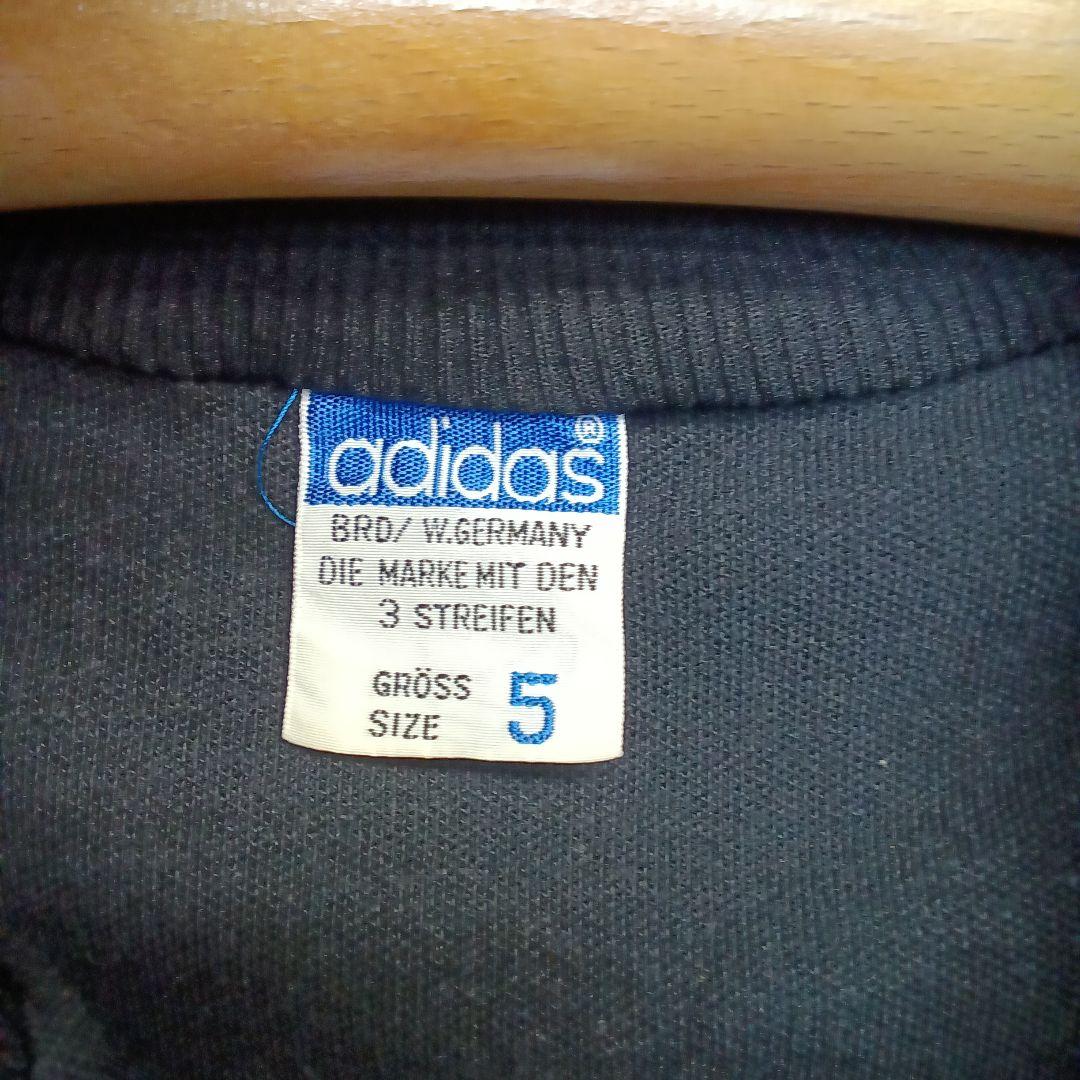 adidas®
BRD/ W.GERMANY
DIE MARKE MIT DEN
3 STREIFEN
GRÖSS
SIZE 5